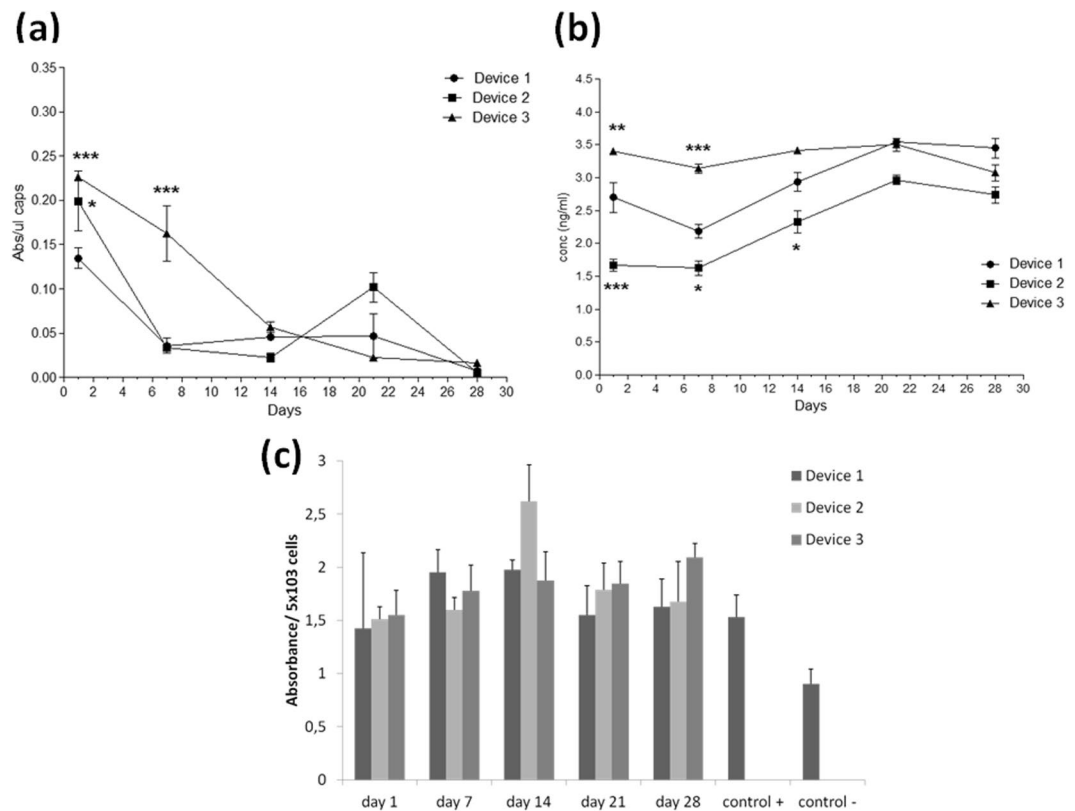 (a)
0.35
0.30
0.25
0.20
0.15
0.10
0.05
0.00
Abs/ul caps
***
*
***
Device 1
Device 2
Device 3
0 2 4 6 8 10 12 14 16 18 20 22 24 26 28 30
Days
(b)
4.5
4.0
3.5
3.0
2.5
2.0
1.5
1.0
0.5
0.0
conc (ng/ml)
**
***
***
*
*
Device 1
Device 2
Device 3
0 2 4 6 8 10 12 14 16 18 20 22 24 26 28 30
Days
(c)
3
2,5
2
1,5
1
0,5
0
Absorbance/ 5x103 cells
Device 1
Device 2
Device 3
day 1 day 7 day 14 day 21 day 28 control + control -